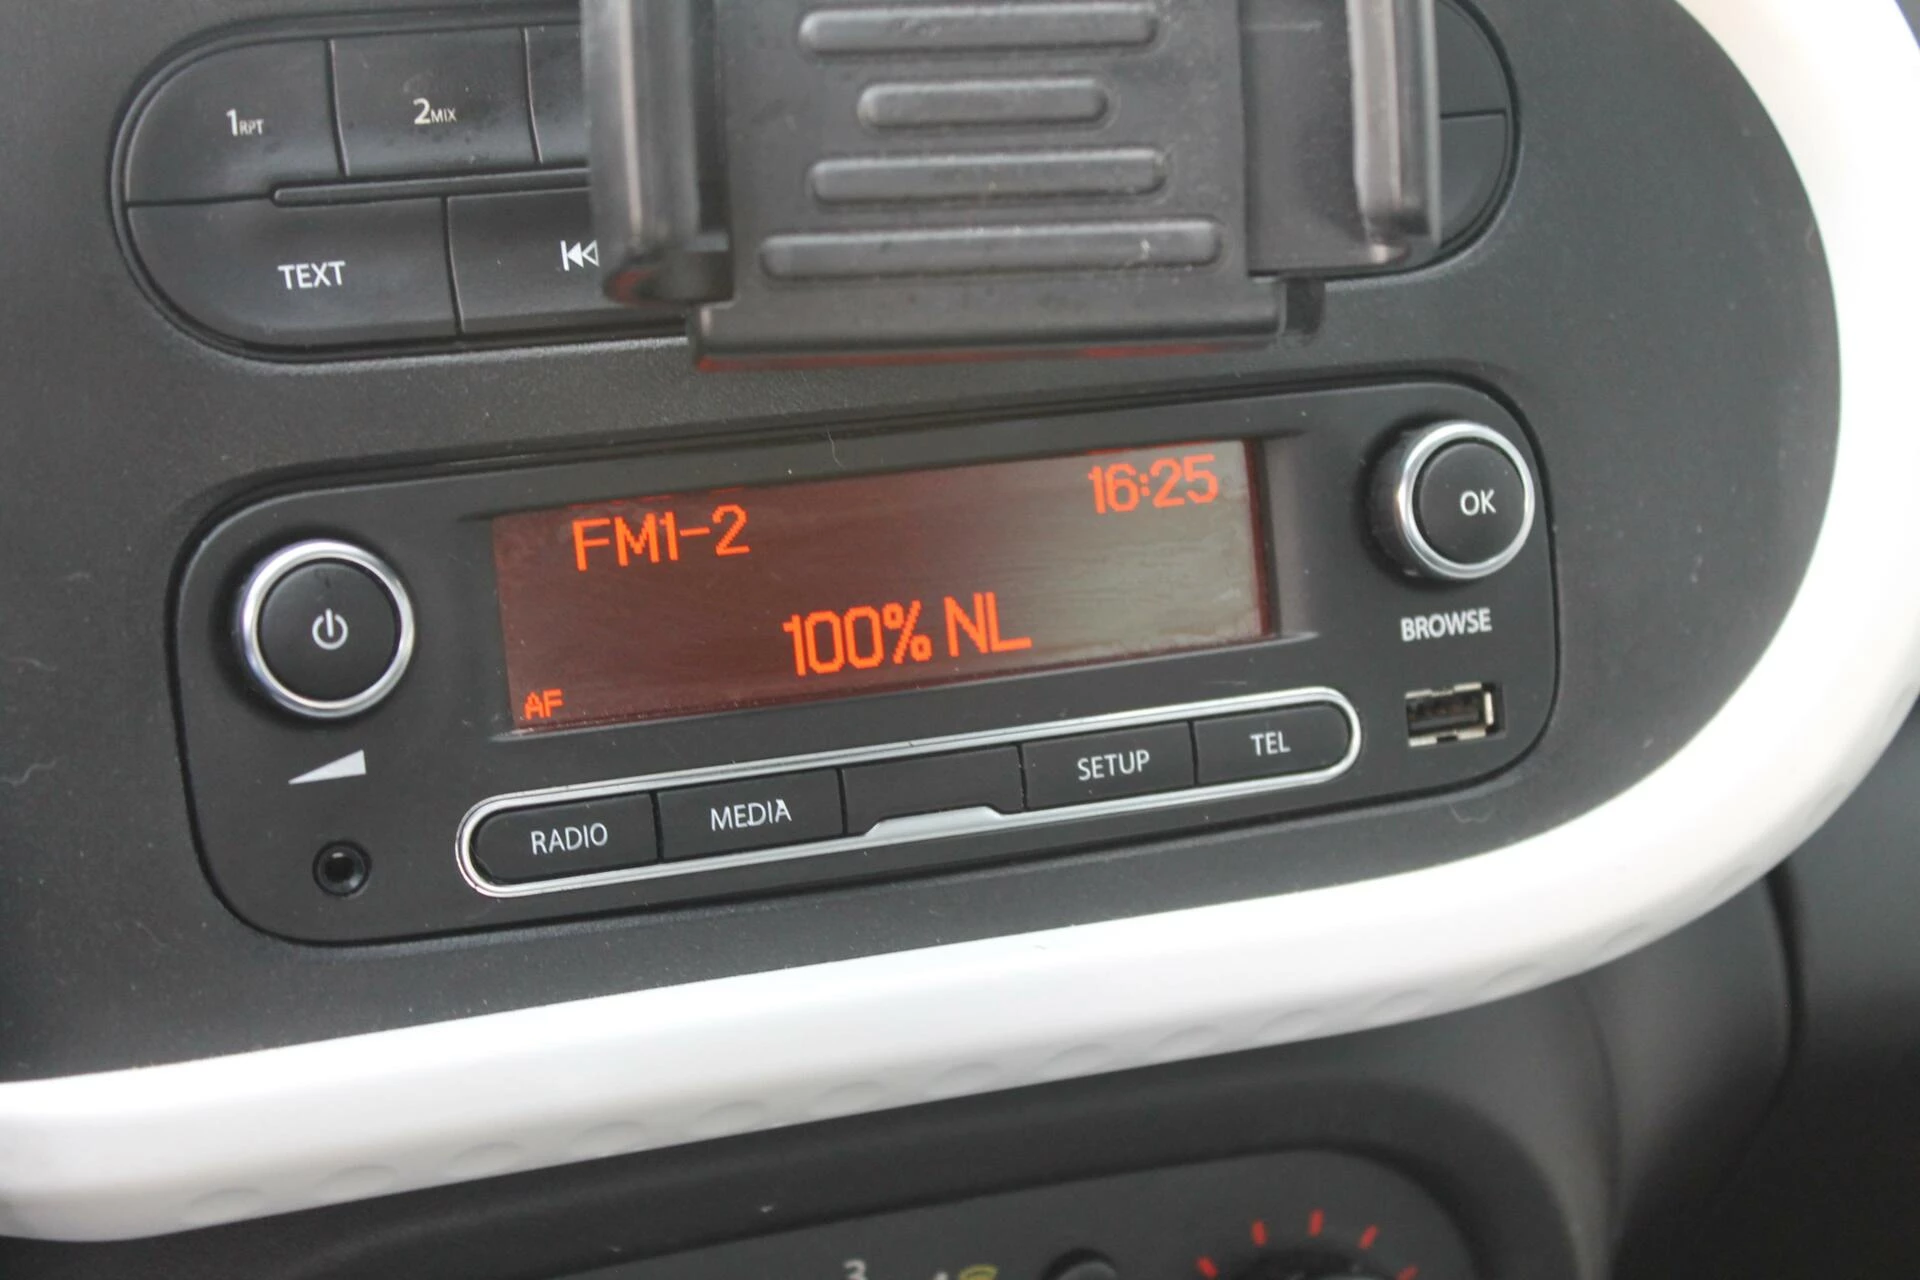 1RPT 2MIX
TEXT
FM1-2 16:25
100% NL
AF
OK
BROWSE
RADIO MEDIA SETUP TEL
3